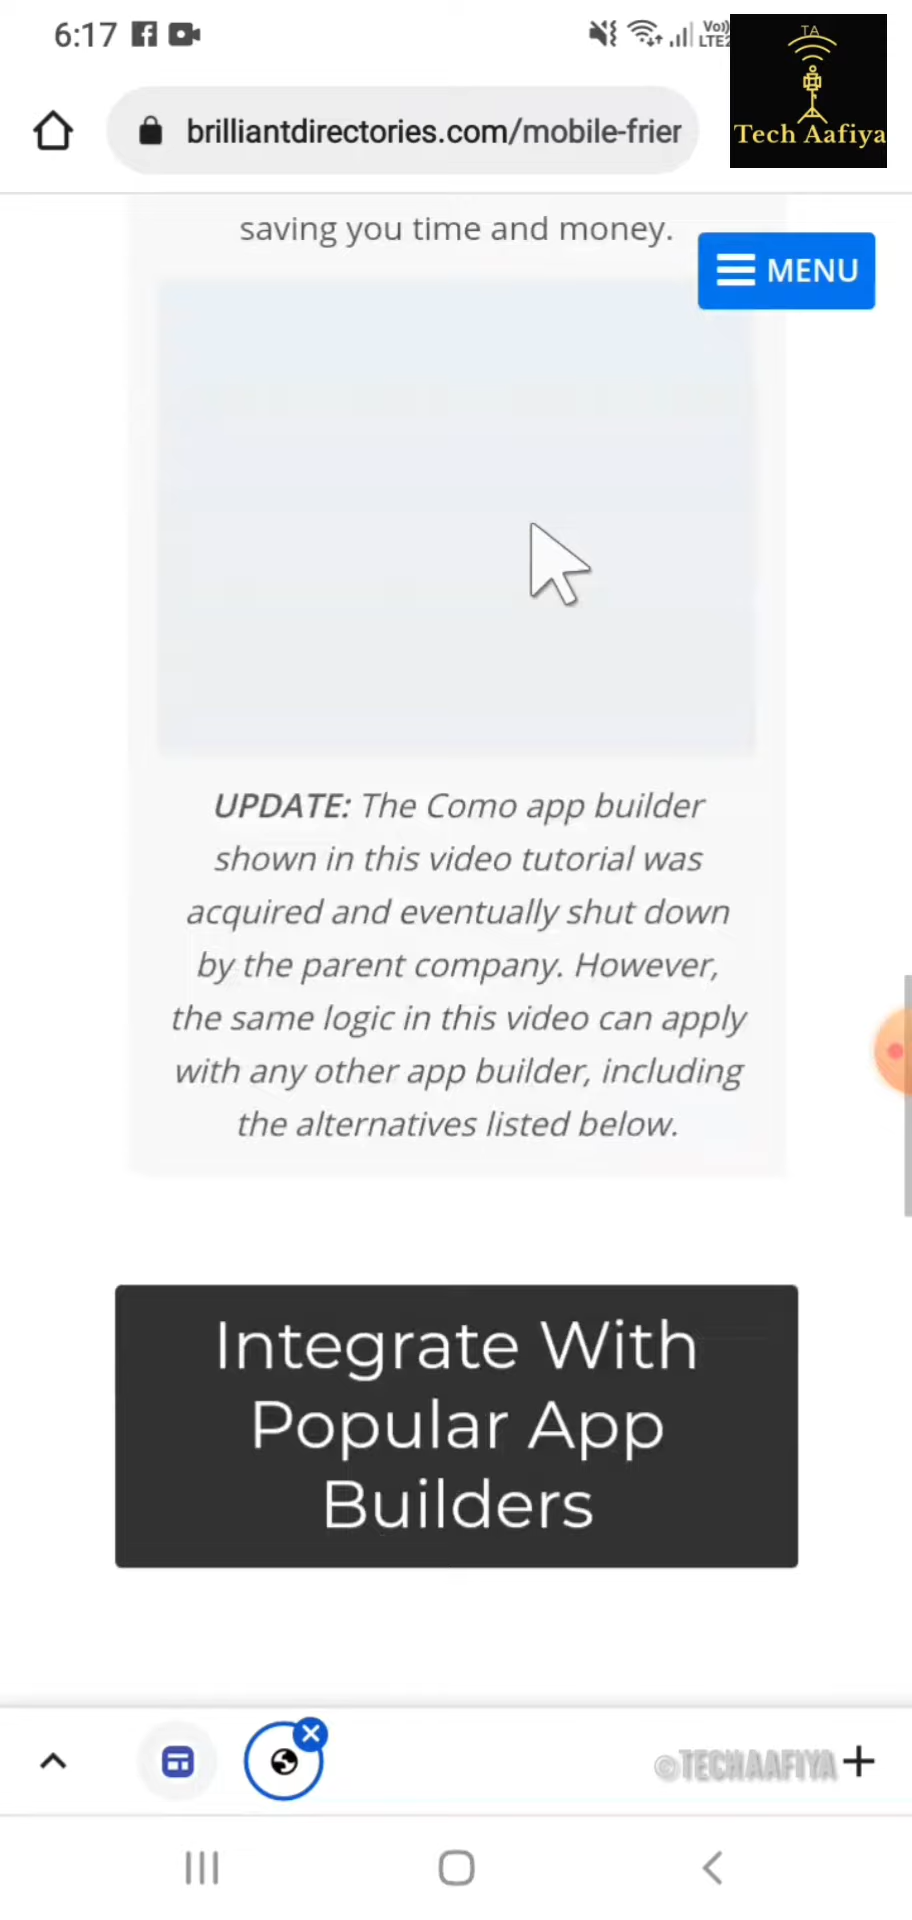 6:17
Vo))
LTE2
TA
Tech Aafiya
brilliantdirectories.com/mobile-frier
saving you time and money.
MENU
UPDATE: The Como app builder
shown in this video tutorial was
acquired and eventually shut down
by the parent company. However,
the same logic in this video can apply
with any other app builder, including
the alternatives listed below.
Integrate With
Popular App
Builders
©TECHAAFIYA